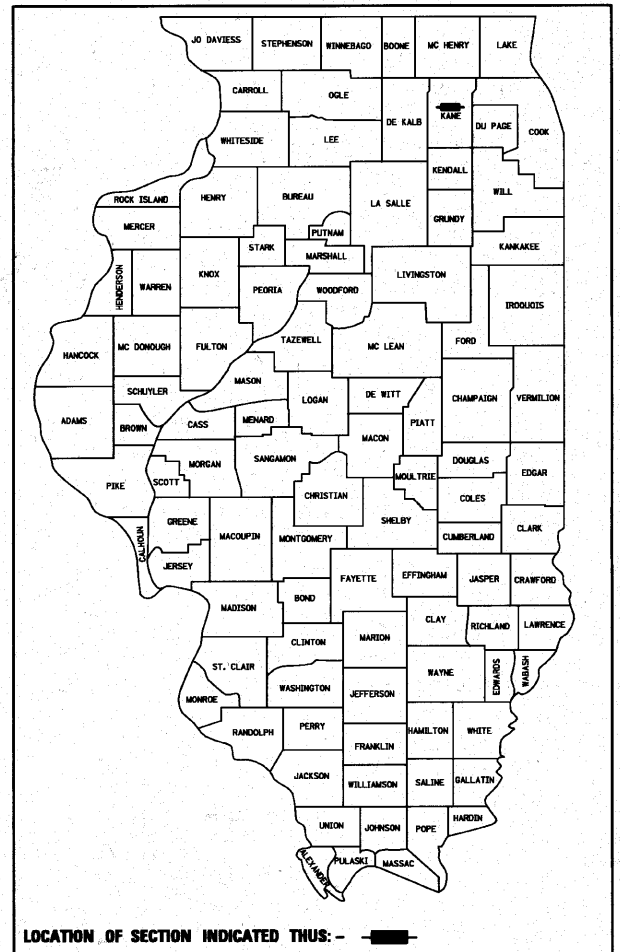 JO DAVIESS STEPHENSON WINNEBAGO BOONE MC HENRY LAKE
CARROLL OGLE DE KALB KANE DU PAGE COOK
WHITESIDE LEE
KENDALL WILL
ROCK ISLAND HENRY BUREAU LA SALLE GRUNDY
MERCER PUTNAM
STARK MARSHALL KANKAKEE
HENDERSON WARREN KNOX PEORIA WOODFORD LIVINGSTON
IROQUOIS
HANCOCK MC DONOUGH FULTON TAZEWELL MC LEAN FORD
MASON
SCHUYLER LOGAN DE WITT CHAMPAIGN VERMILION
ADAMS BROWN CASS MENARD MACON PIATT
MORGAN SANGAMON DOUGLAS EDGAR
PIKE SCOTT CHRISTIAN MOULTRIE COLES
GREENE MACOUPIN MONTGOMERY SHELBY CUMBERLAND CLARK
CALHOUN JERSEY
FAYETTE EFFINGHAM JASPER CRAWFORD
MADISON BOND
CLAY RICHLAND LAWRENCE
CLINTON MARION
ST. CLAIR WAYNE EDWARDS WABASH
MONROE WASHINGTON JEFFERSON
RANDOLPH PERRY HAMILTON WHITE
FRANKLIN
JACKSON WILLIAMSON SALINE GALLATIN
UNION JOHNSON POPE HARDIN
ALEXANDER PULASKI MASSAC
LOCATION OF SECTION INDICATED THUS: -